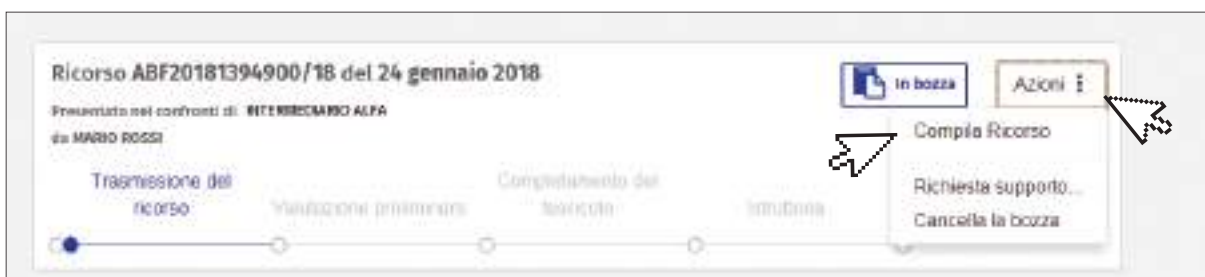 Ricorso ABF20181394900/18 del 24 gennaio 2018
In bozza
Azioni
Presentato nei confronti di INTERMEDIARIO ALFA
da MARIO ROSSI
Compila Ricorso
Richiesta supporto...
Cancella la bozza
Trasmissione del
ricorso
Valutazione preliminare
Completamento del
fascicolo
Istruttoria